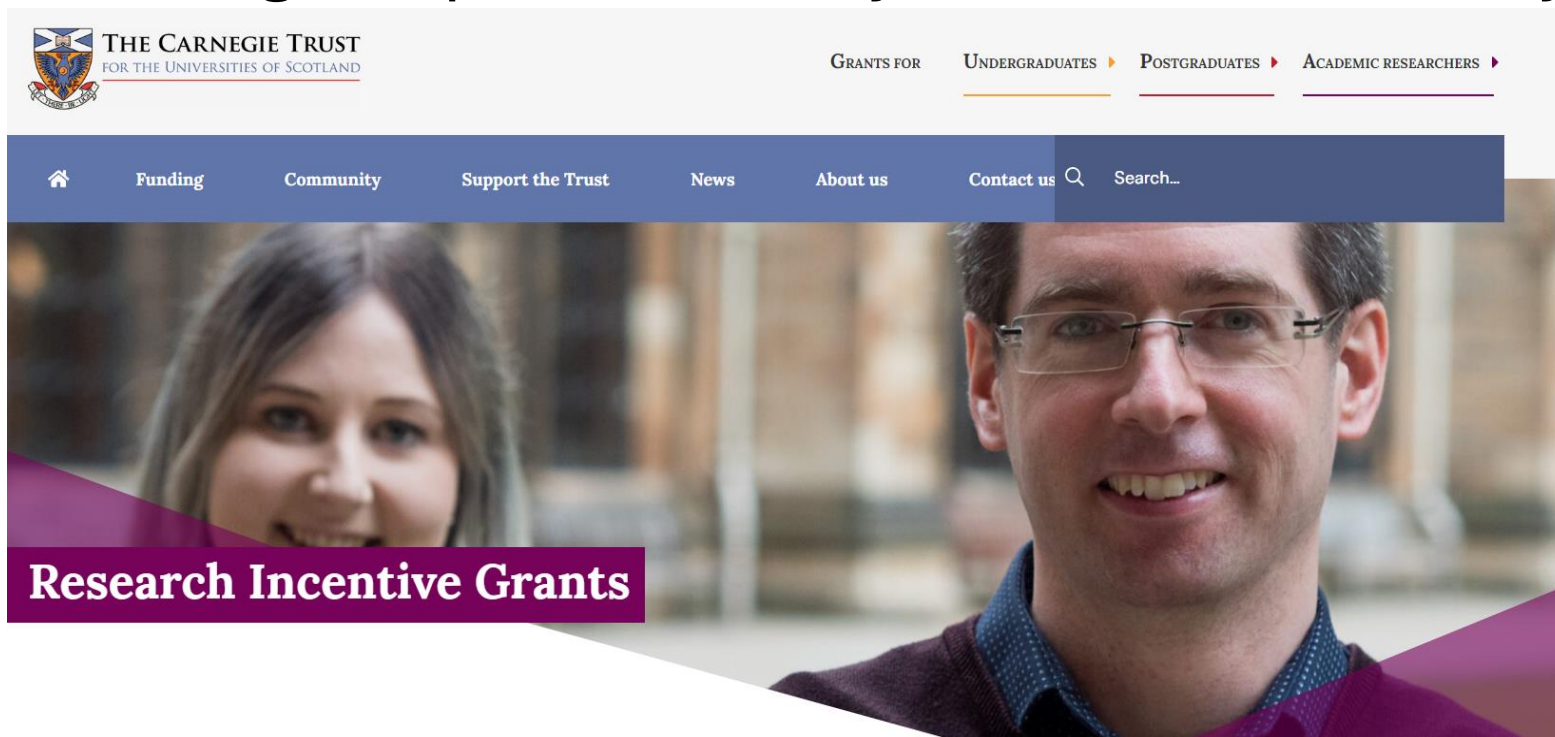 THE CARNEGIE TRUST
FOR THE UNIVERSITIES OF SCOTLAND
GRANTS FOR
UNDERGRADUATES
POSTGRADUATES
ACADEMIC RESEARCHERS
Funding
Community
Support the Trust
News
About us
Contact us
Search...
Research Incentive Grants